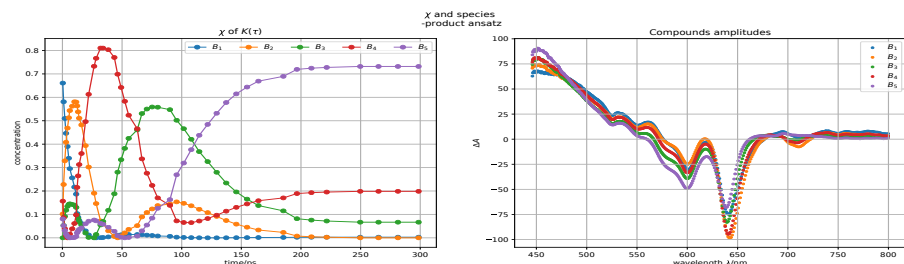 χ and species
-product ansatz
χ of K(τ)
B₁ B₂ B₃ B₄ B₅
0.8
0.7
0.6
0.5
0.4
0.3
0.2
0.1
0.0
concentration
0 50 100 150 200 250 300
time/ps
Compounds amplitudes
B₁
B₂
B₃
B₄
B₅
100
75
50
25
0
−25
−50
−75
−100
ΔA
450 500 550 600 650 700 750 800
wavelength λ/nm